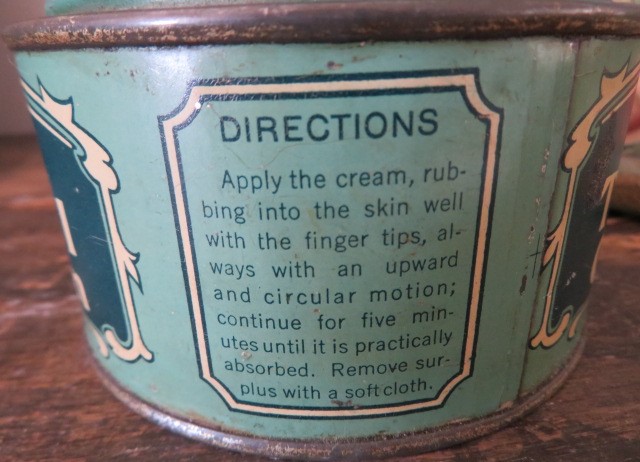 DIRECTIONS
Apply the cream, rub-
bing into the skin well
with the finger tips, al-
ways with an upward
and circular motion;
continue for five min-
utes until it is practically
absorbed. Remove sur-
plus with a soft cloth.